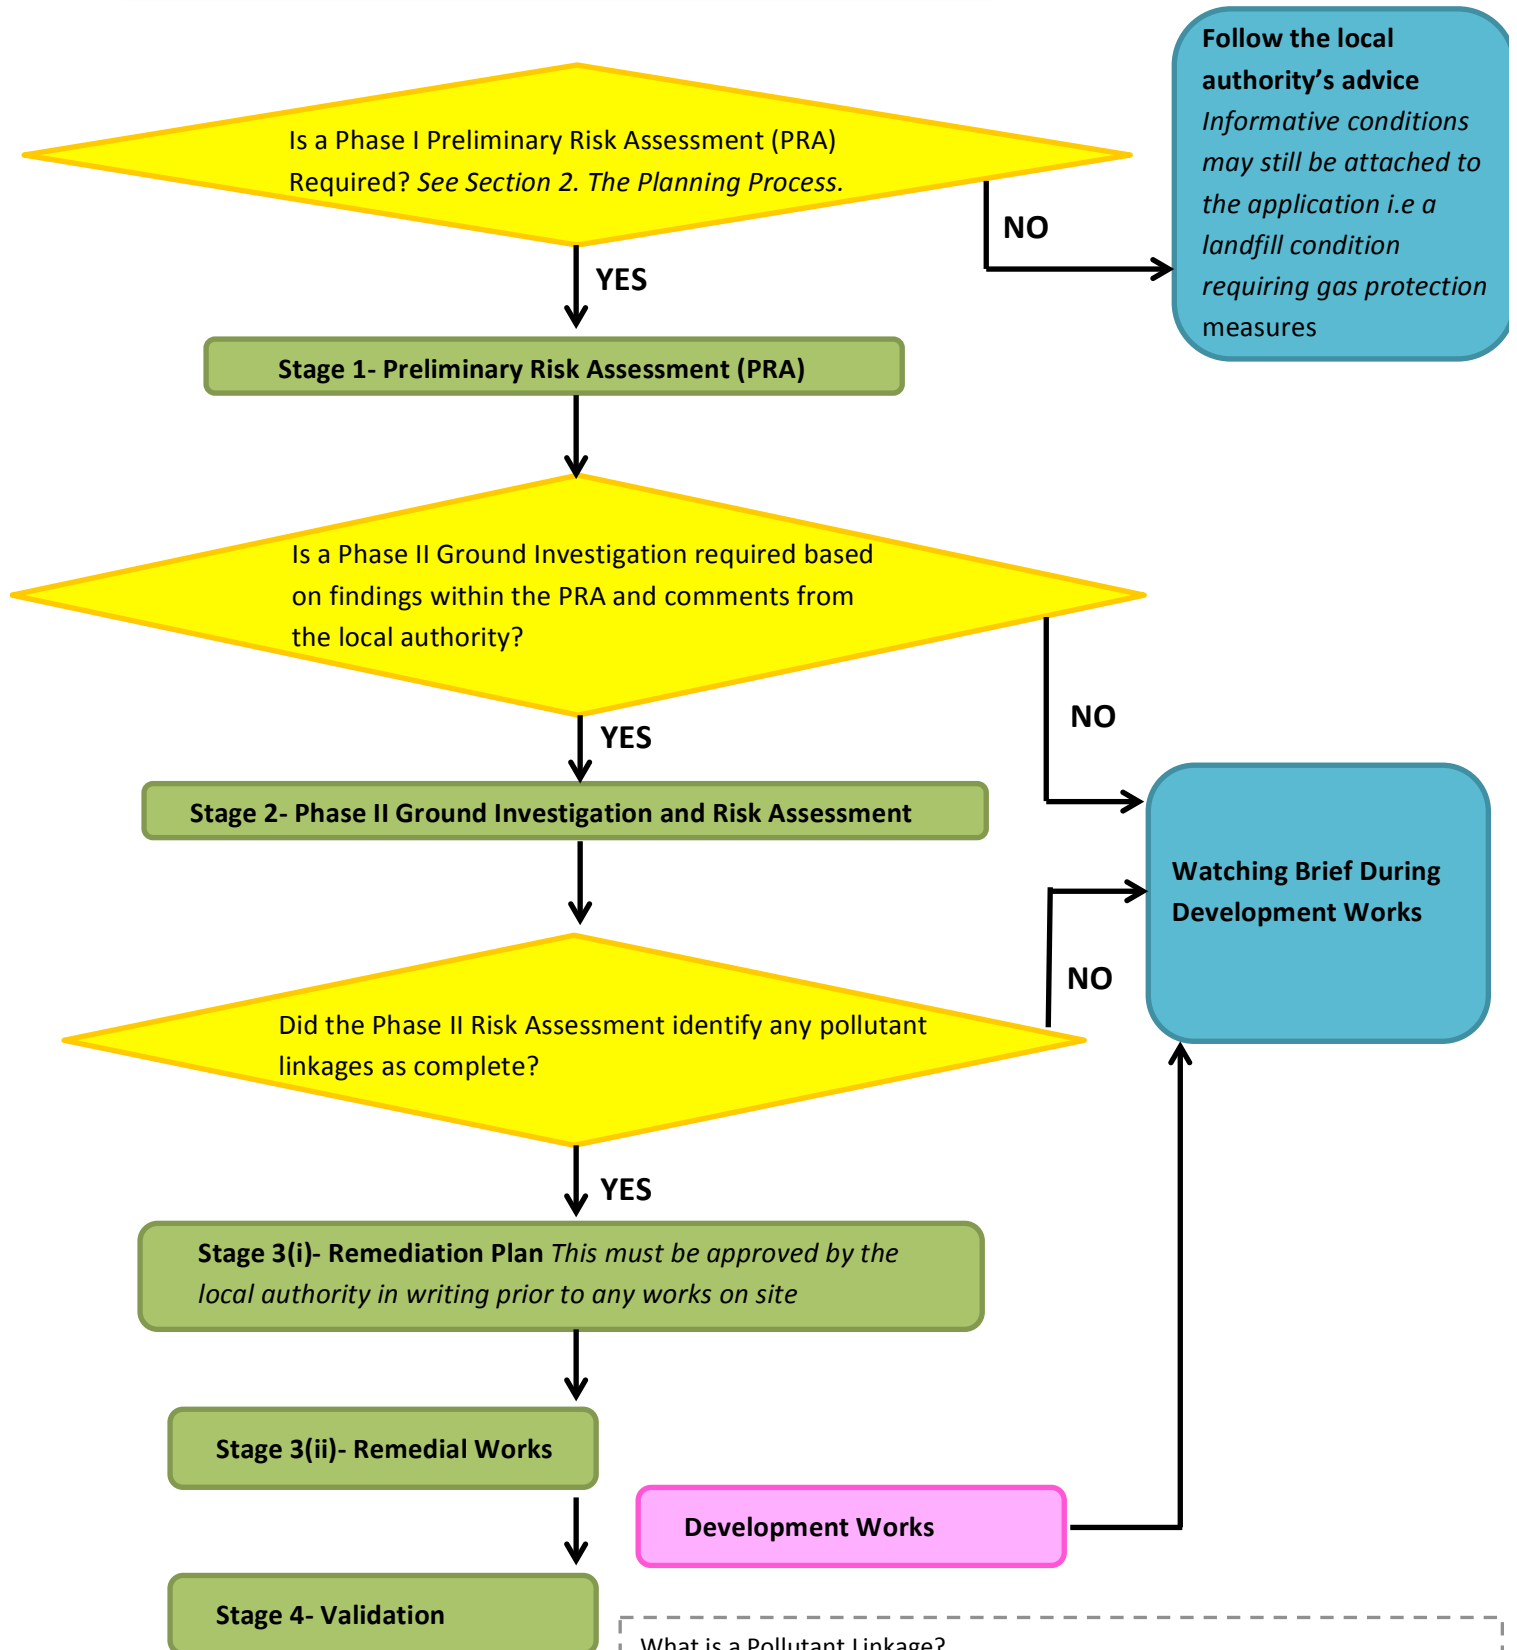 Follow the local
authority’s advice
Informative conditions
may still be attached to
the application i.e a
landfill condition
requiring gas protection
measures
Is a Phase I Preliminary Risk Assessment (PRA)
Required? See Section 2. The Planning Process.
NO
YES
Stage 1- Preliminary Risk Assessment (PRA)
Is a Phase II Ground Investigation required based
on findings within the PRA and comments from
the local authority?
NO
YES
Stage 2- Phase II Ground Investigation and Risk Assessment
Watching Brief During
Development Works
NO
Did the Phase II Risk Assessment identify any pollutant
linkages as complete?
YES
Stage 3(i)- Remediation Plan This must be approved by the
local authority in writing prior to any works on site
Stage 3(ii)- Remedial Works
Development Works
Stage 4- Validation
What is a Pollutant Linkage?